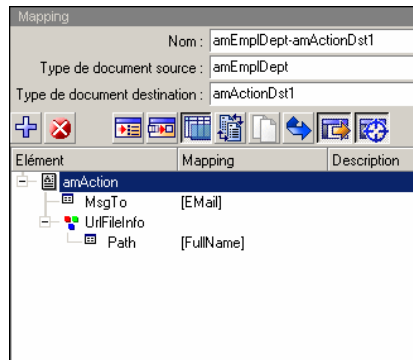 Mapping
Nom : amEmplDept-amActionDst1
Type de document source : amEmplDept
Type de document destination : amActionDst1
Elément Mapping Description
amAction
MsgTo [EMail]
UrlFileInfo
Path [FullName]